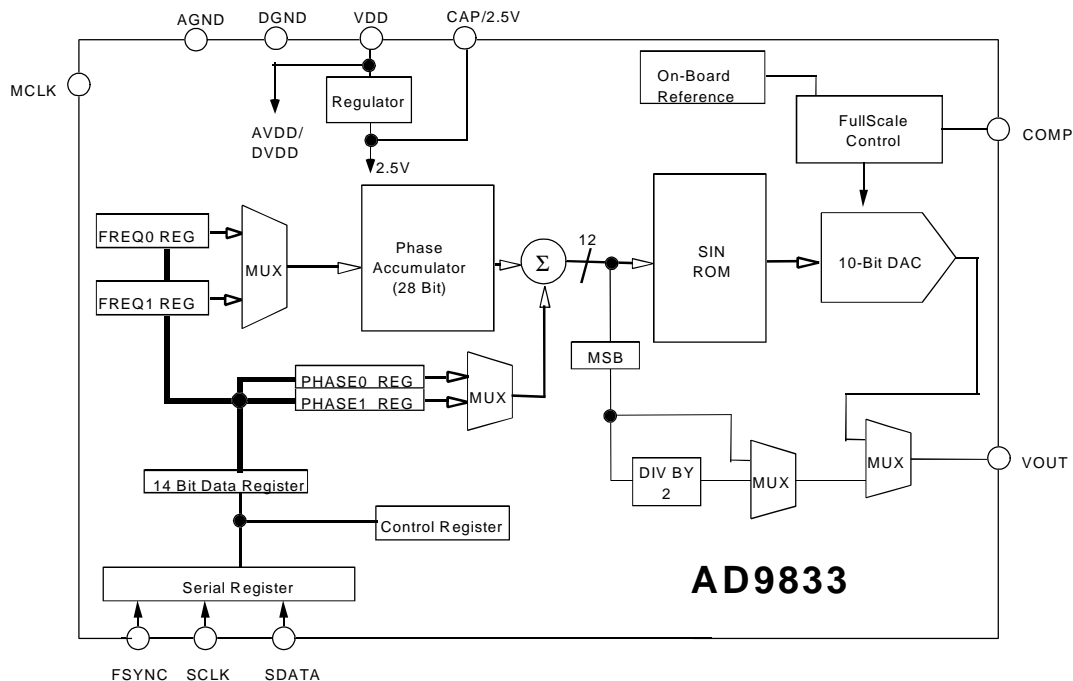 AGND
DGND
VDD
CAP/2.5V
MCLK
Regulator
AVDD/
DVDD
2.5V
On-Board
Reference
FullScale
Control
COMP
FREQ0 REG
FREQ1 REG
MUX
Phase
Accumulator
(28 Bit)
Σ
12
SIN
ROM
10-Bit DAC
MSB
PHASE0 REG
PHASE1 REG
MUX
DIV BY
2
MUX
MUX
VOUT
14 Bit Data Register
Control Register
Serial Register
AD9833
FSYNC
SCLK
SDATA